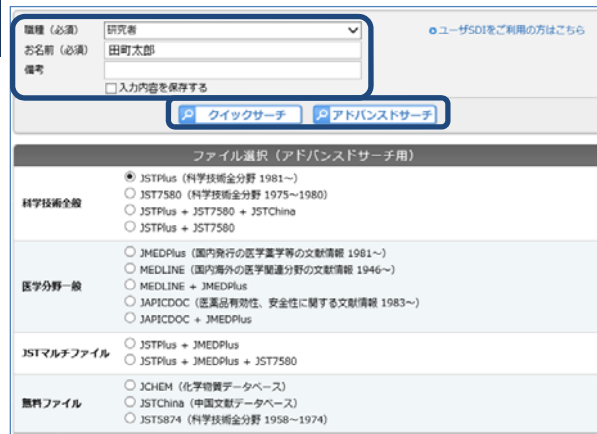 職種（必須） 研究者
ユーザSDIをご利用の方はこちら
お名前（必須） 田町太郎
備考
入力内容を保存する
クイックサーチ アドバンスドサーチ
ファイル選択（アドバンスドサーチ用）
科学技術全般
JSTPlus（科学技術全分野 1981～）
JST7580（科学技術全分野 1975～1980）
JSTPlus + JST7580 + JSTChina
JSTPlus + JST7580
医学分野一般
JMEDPlus（国内発行の医学薬学等の文献情報 1981～）
MEDLINE（国内海外の医学関連分野の文献情報 1946～）
MEDLINE + JMEDPlus
JAPICDOC（医薬品有効性、安全性に関する文献情報 1983～）
JAPICDOC + JMEDPlus
JSTマルチファイル
JSTPlus + JMEDPlus
JSTPlus + JMEDPlus + JST7580
無料ファイル
JCHEM（化学物質データベース）
JSTChina（中国文献データベース）
JST5874（科学技術全分野 1958～1974）